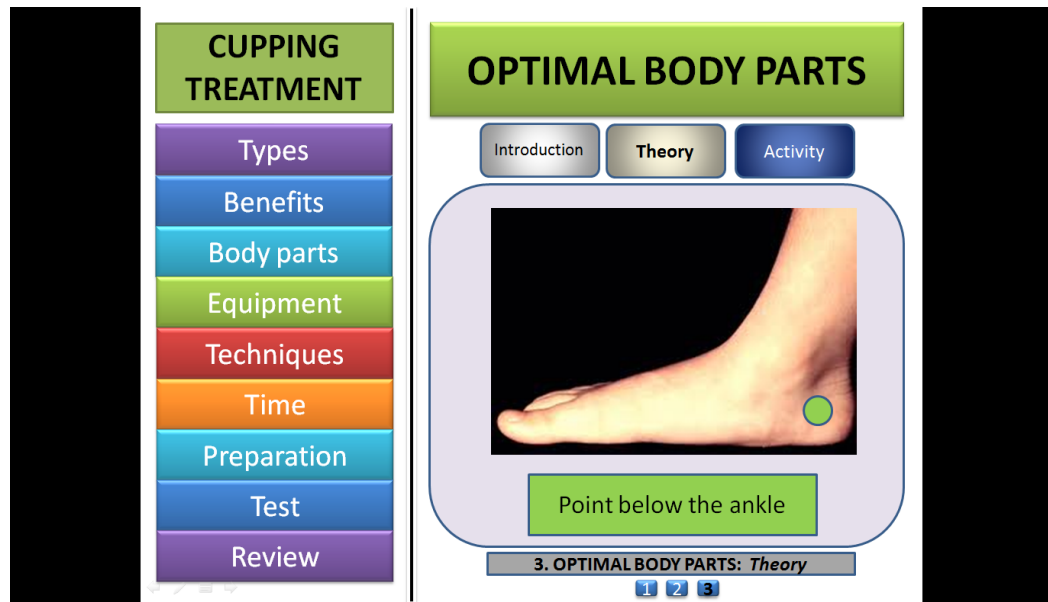 CUPPING
TREATMENT
Types
Benefits
Body parts
Equipment
Techniques
Time
Preparation
Test
Review
OPTIMAL BODY PARTS
Introduction
Theory
Activity
Point below the ankle
3. OPTIMAL BODY PARTS: Theory
1 2 3